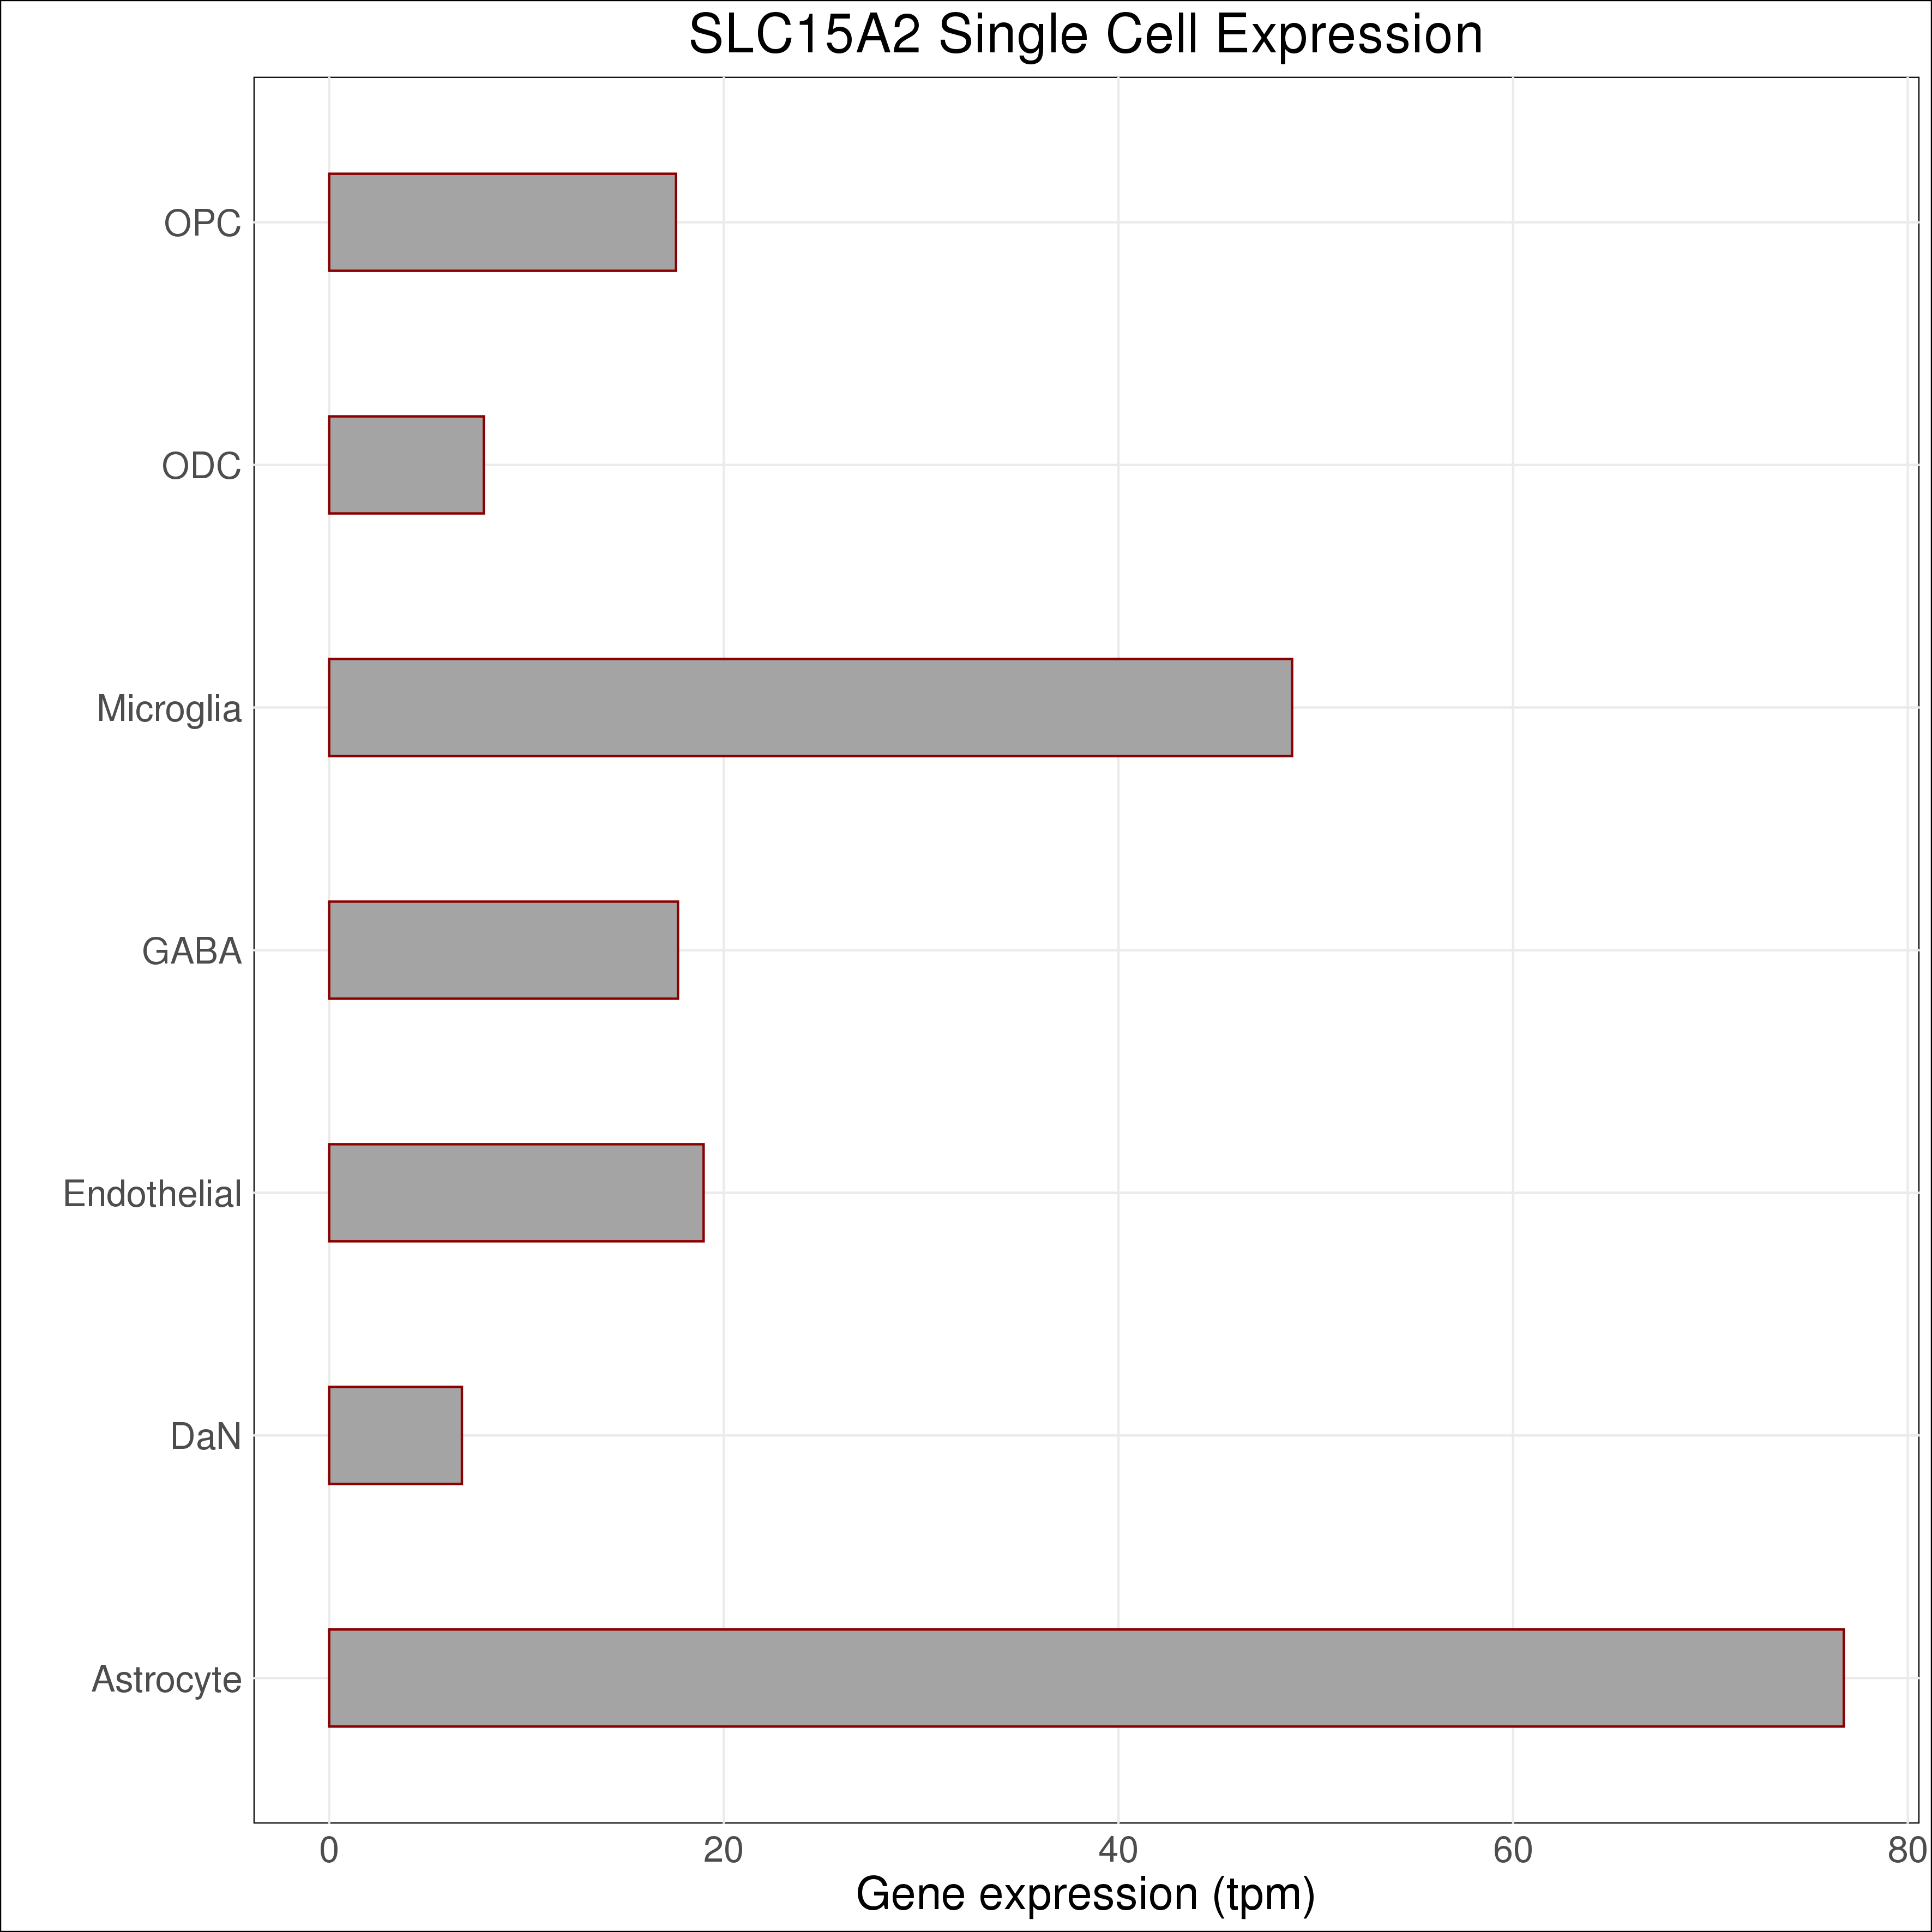 SLC15A2 Single Cell Expression
OPC
ODC
Microglia
GABA
Endothelial
DaN
Astrocyte
0 20 40 60 80
Gene expression (tpm)